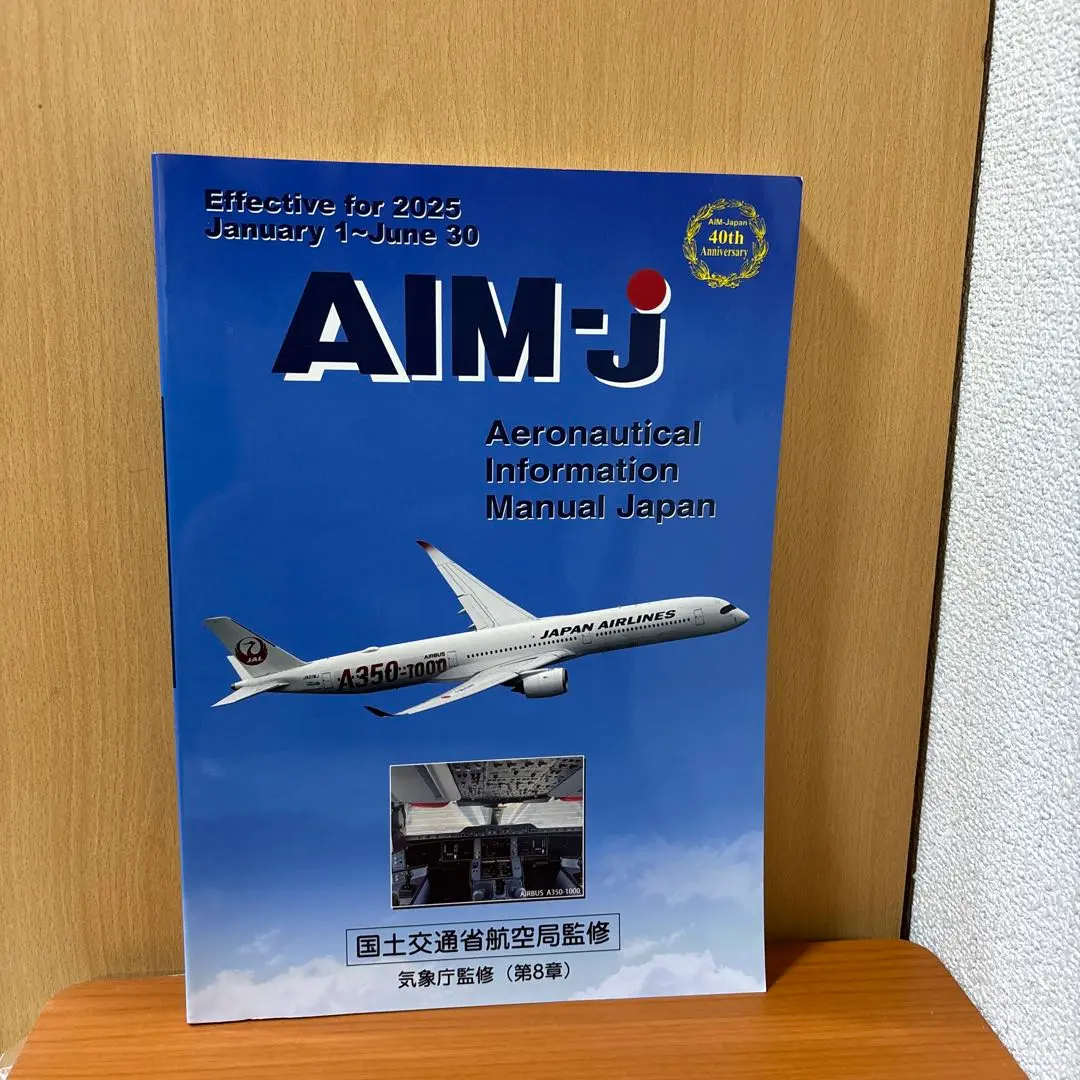 Effective for 2025
January 1~June 30
AIM-Japan
40th
Anniversary
AIM-J
Aeronautical
Information
Manual Japan
JAPAN AIRLINES
AIRBUS
A350-1000
JAL
AIRBUS A350-1000
国土交通省航空局監修
気象庁監修（第8章）